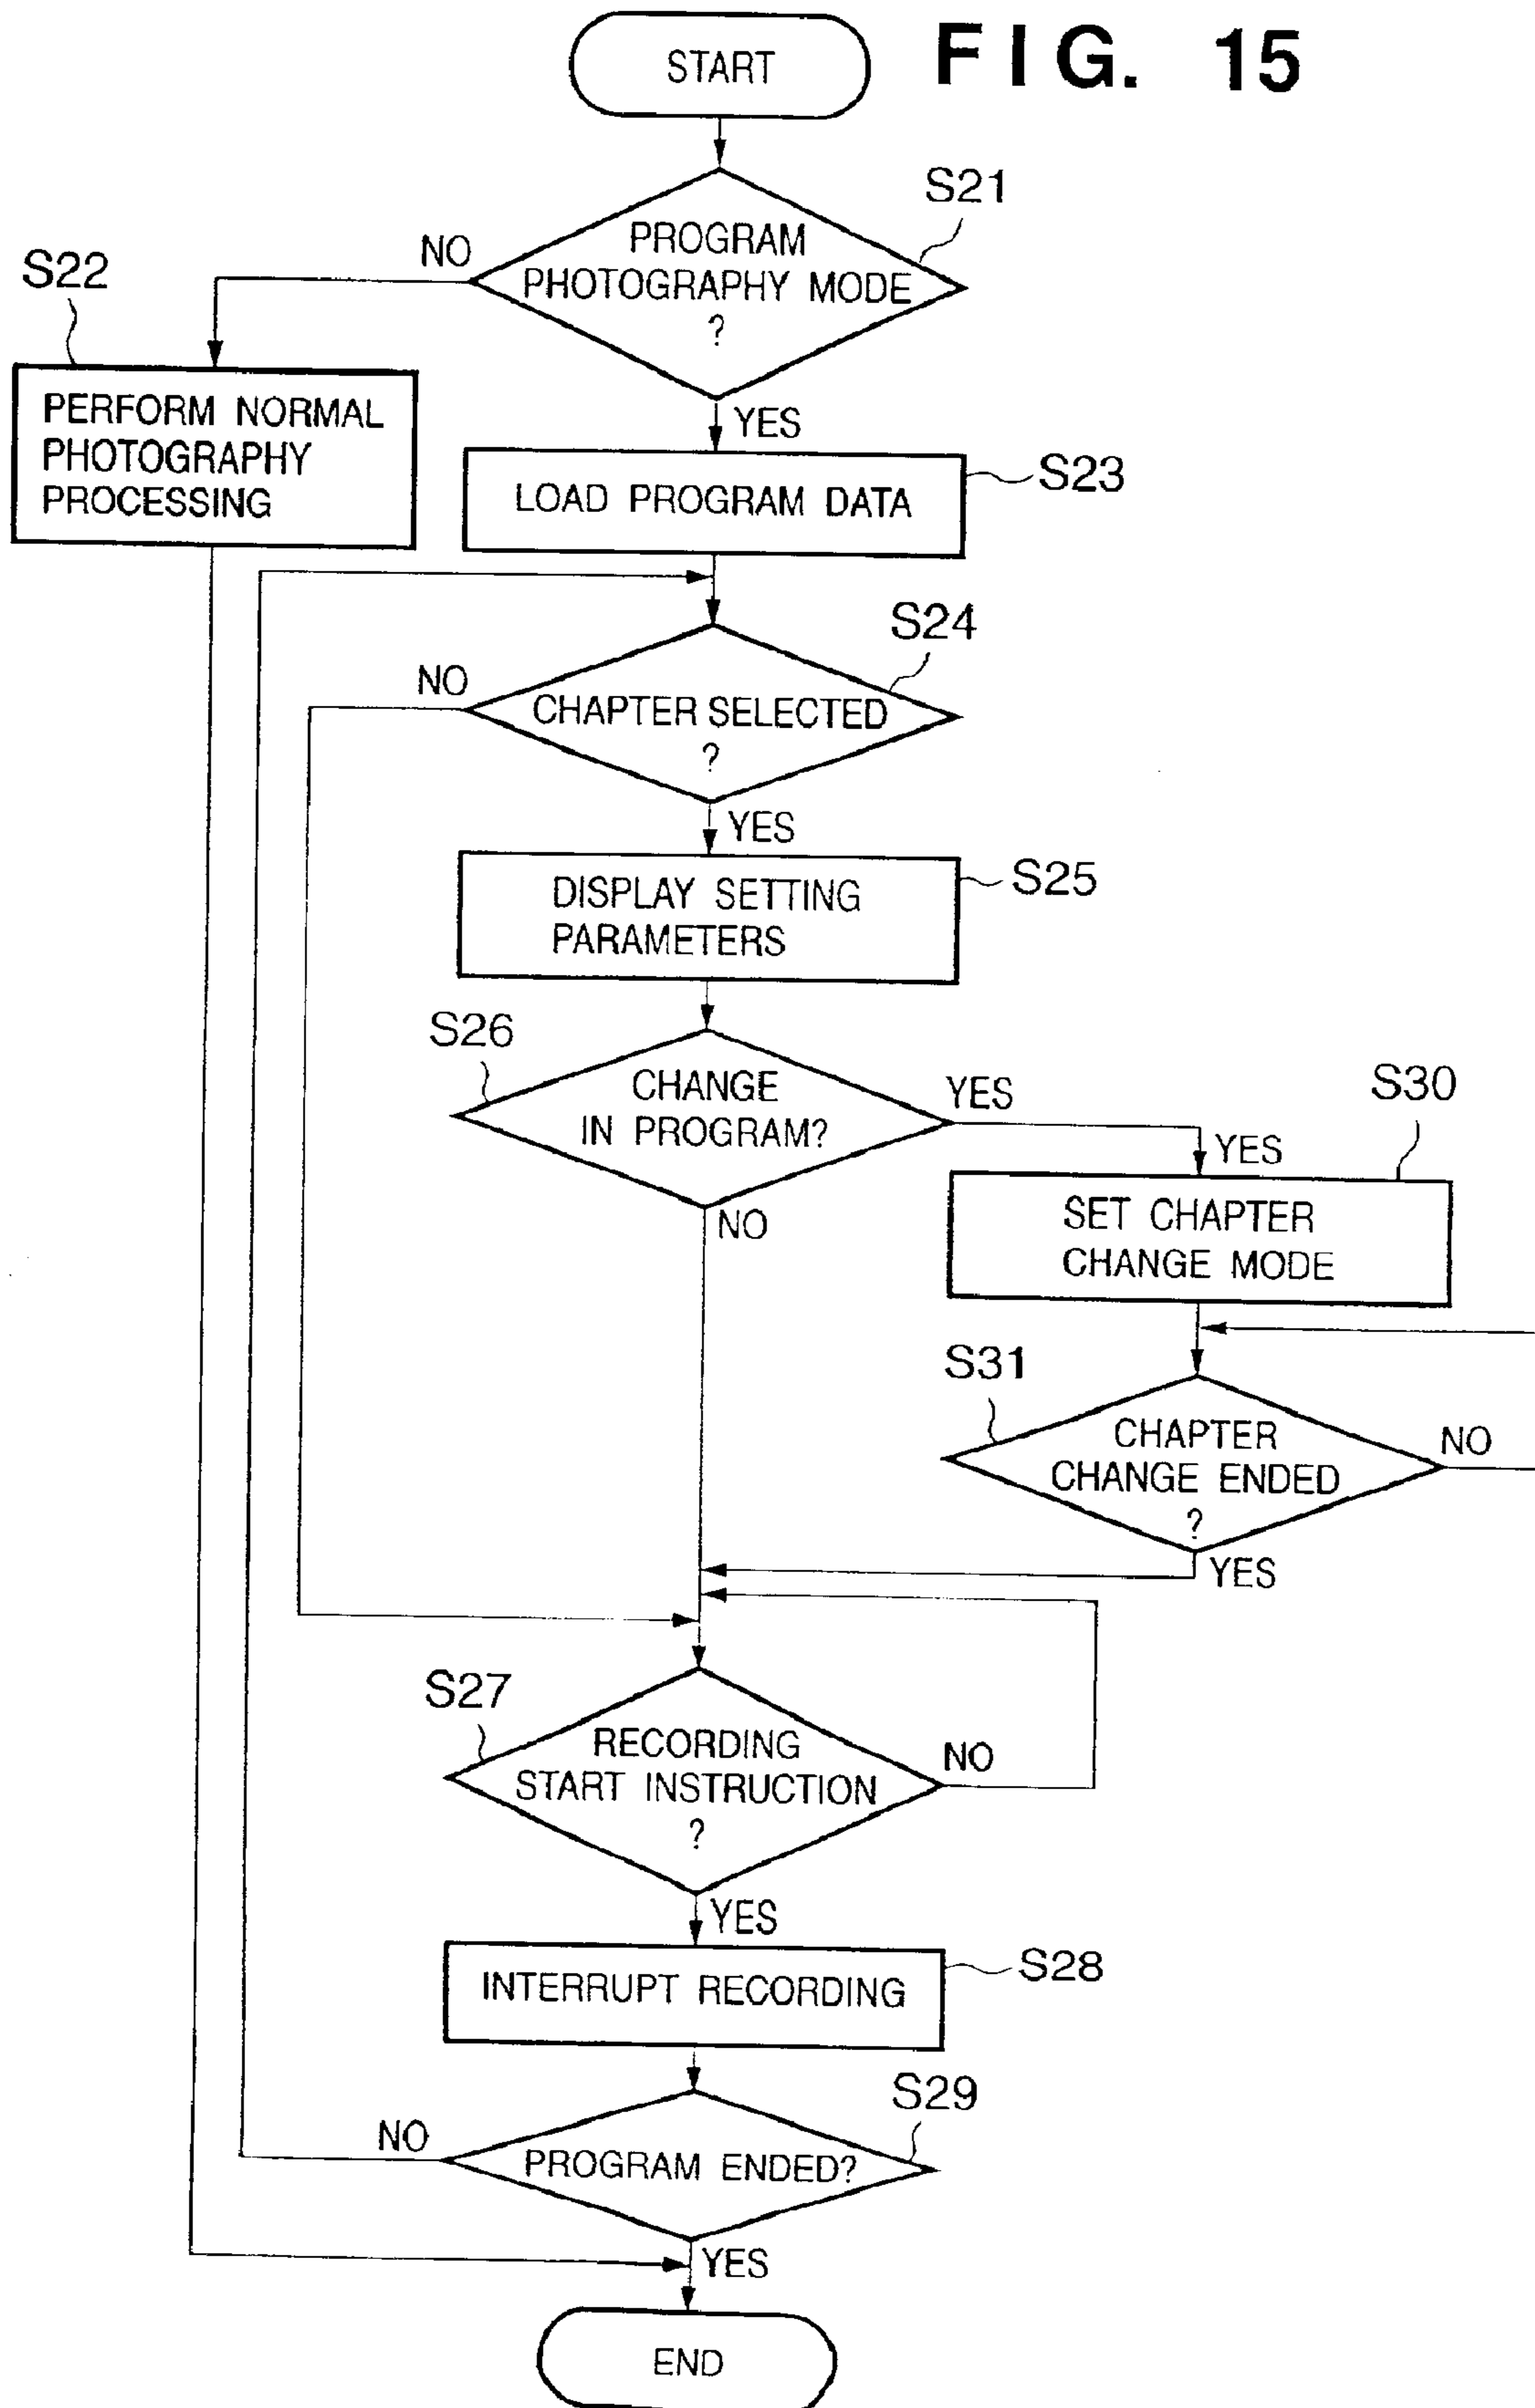 FIG. 15
START
S21
PROGRAM
PHOTOGRAPHY MODE
?
NO
YES
S22
PERFORM NORMAL
PHOTOGRAPHY
PROCESSING
S23
LOAD PROGRAM DATA
S24
CHAPTER SELECTED
?
NO
YES
S25
DISPLAY SETTING
PARAMETERS
S26
CHANGE
IN PROGRAM?
YES
NO
YES
S30
SET CHAPTER
CHANGE MODE
S31
CHAPTER
CHANGE ENDED
?
NO
YES
S27
RECORDING
START INSTRUCTION
?
NO
YES
S28
INTERRUPT RECORDING
S29
PROGRAM ENDED?
NO
YES
END